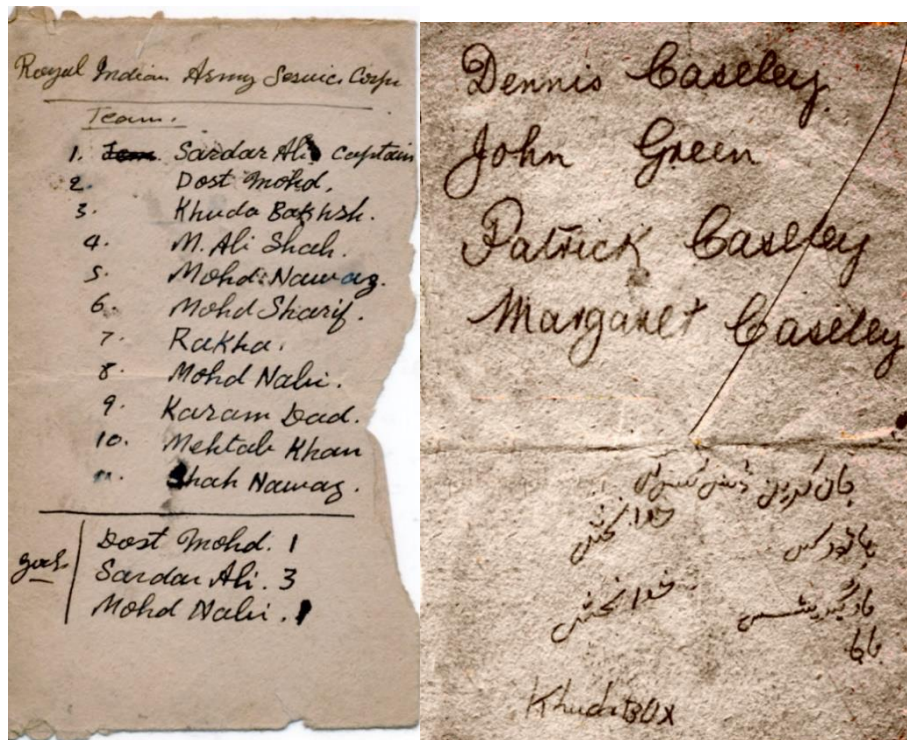 Royal Indian Army Service Corps
Team.
1. Sardar Ali Captain
2. Dost Mohd.
3. Khuda Bakhsh.
4. M. Ali Shah.
5. Mohd. Nawaz.
6. Mohd Sharif.
7. Rakha.
8. Mohd Nabi.
9. Karam Dad.
10. Mehtab Khan
11. Shah Nawaz.
Dost Mohd. 1
goals Sardar Ali. 3
Mohd Nabi. 1
Dennis Caseley.
John Green
Patrick Caseley
Margaret Caseley
جان گرین
خدا بخش
خدا بخش
Khuda BUX